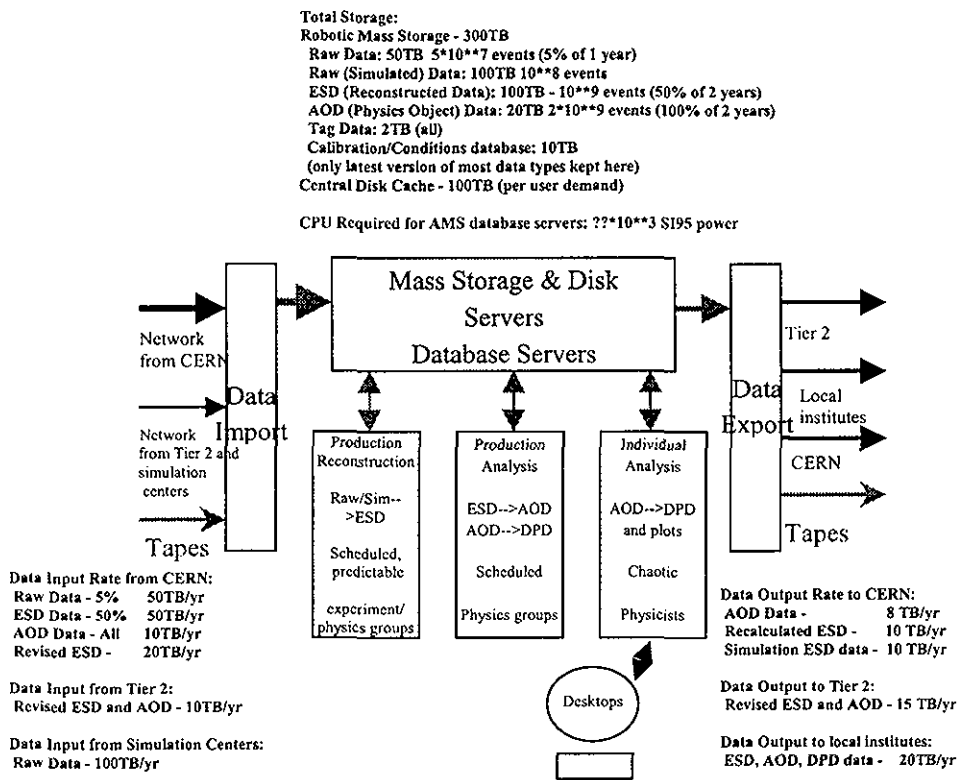 Total Storage:
Robotic Mass Storage - 300TB
Raw Data: 50TB 5*10**7 events (5% of 1 year)
Raw (Simulated) Data: 100TB 10**8 events
ESD (Reconstructed Data): 100TB - 10**9 events (50% of 2 years)
AOD (Physics Object) Data: 20TB 2*10**9 events (100% of 2 years)
Tag Data: 2TB (all)
Calibration/Conditions database: 10TB
(only latest version of most data types kept here)
Central Disk Cache - 100TB (per user demand)
CPU Required for AMS database servers: ??*10**3 SI95 power
Mass Storage & Disk
Servers
Database Servers
Network
from CERN
Network
from Tier 2 and
simulation
centers
Tapes
Data
Import
Production
Reconstruction
Raw/Sim--
>ESD
Scheduled,
predictable
experiment/
physics groups
Production
Analysis
ESD-->AOD
AOD-->DPD
Scheduled
Physics groups
Individual
Analysis
AOD-->DPD
and plots
Chaotic
Physicists
Desktops
Data
Export
Tier 2
Local
institutes
CERN
Tapes
Data Input Rate from CERN:
Raw Data - 5% 50TB/yr
ESD Data - 50% 50TB/yr
AOD Data - All 10TB/yr
Revised ESD - 20TB/yr
Data Input from Tier 2:
Revised ESD and AOD - 10TB/yr
Data Input from Simulation Centers:
Raw Data - 100TB/yr
Data Output Rate to CERN:
AOD Data - 8 TB/yr
Recalculated ESD - 10 TB/yr
Simulation ESD data - 10 TB/yr
Data Output to Tier 2:
Revised ESD and AOD - 15 TB/yr
Data Output to local institutes:
ESD, AOD, DPD data - 20TB/yr